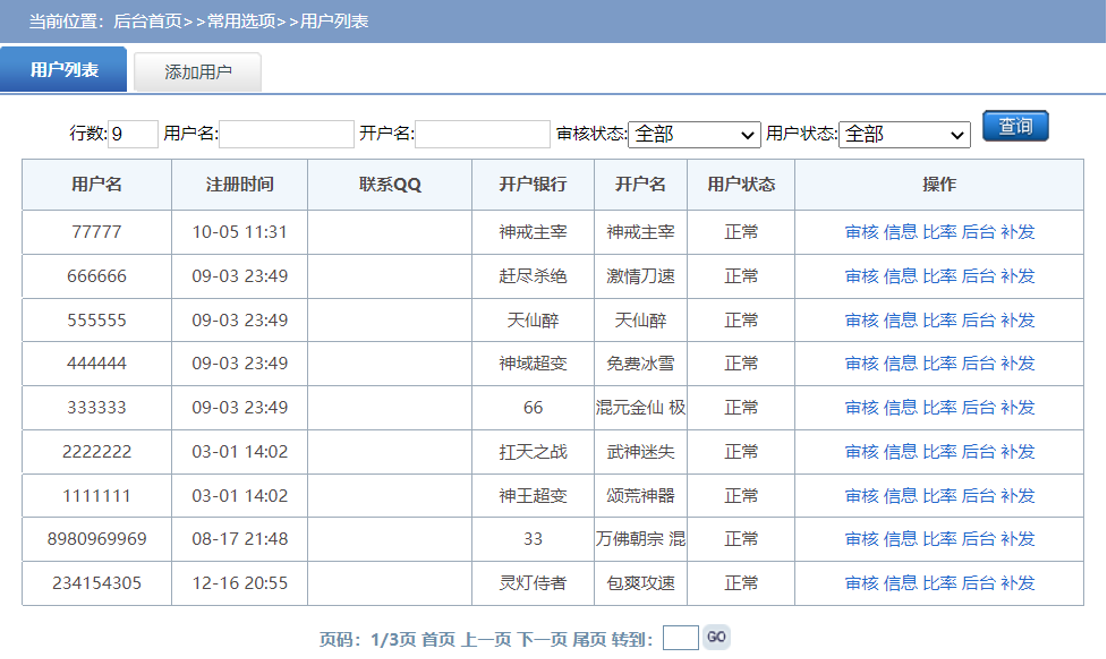 当前位置：后台首页>>常用选项>>用户列表
用户列表 添加用户
行数:9 用户名: 开户名: 审核状态:全部 用户状态:全部 查询
用户名 注册时间 联系QQ 开户银行 开户名 用户状态 操作
77777 10-05 11:31 神戒主宰 神戒主宰 正常 审核 信息 比率 后台 补发
666666 09-03 23:49 赶尽杀绝 激情刀速 正常 审核 信息 比率 后台 补发
555555 09-03 23:49 天仙醉 天仙醉 正常 审核 信息 比率 后台 补发
444444 09-03 23:49 神域超变 免费冰雪 正常 审核 信息 比率 后台 补发
333333 09-03 23:49 66 混元金仙 极 正常 审核 信息 比率 后台 补发
2222222 03-01 14:02 扛天之战 武神迷失 正常 审核 信息 比率 后台 补发
1111111 03-01 14:02 神王超变 颂荒神器 正常 审核 信息 比率 后台 补发
8980969969 08-17 21:48 33 万佛朝宗 混 正常 审核 信息 比率 后台 补发
234154305 12-16 20:55 灵灯侍者 包爽攻速 正常 审核 信息 比率 后台 补发
页码：1/3页 首页 上一页 下一页 尾页 转到： GO